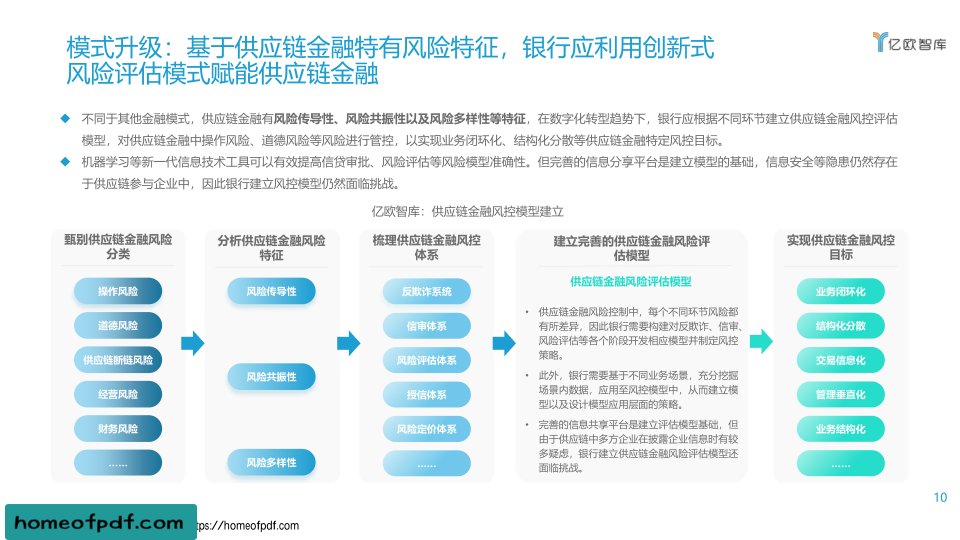 模式升级：基于供应链金融特有风险特征，银行应利用创新式
风险评估模式赋能供应链金融
亿欧智库
不同于其他金融模式，供应链金融有风险传导性、风险共振性以及风险多样性等特征，在数字化转型趋势下，银行应根据不同环节建立供应链金融风控评估
模型，对供应链金融中操作风险、道德风险等风险进行管控，以实现业务闭环化、结构化分散等供应链金融特定风控目标。
机器学习等新一代信息技术工具可以有效提高信贷审批、风险评估等风险模型准确性。但完善的信息分享平台是建立模型的基础，信息安全等隐患仍然存在
于供应链参与企业中，因此银行建立风控模型仍然面临挑战。
亿欧智库：供应链金融风控模型建立
甄别供应链金融风险
分类
操作风险
道德风险
供应链断链风险
经营风险
财务风险
......
分析供应链金融风险
特征
风险传导性
风险共振性
风险多样性
梳理供应链金融风控
体系
反欺诈系统
信审体系
风险评估体系
授信体系
风险定价体系
......
建立完善的供应链金融风险评
估模型
供应链金融风险评估模型
• 供应链金融风险控制中，每个不同环节风险都
有所差异，因此银行需要构建对反欺诈、信审、
风险评估等各个阶段开发相应模型并制定风控
策略。
• 此外，银行需要基于不同业务场景，充分挖掘
场景内数据，应用至风控模型中，从而建立模
型以及设计模型应用层面的策略。
• 完善的信息共享平台是建立评估模型基础，但
由于供应链中多方企业在披露企业信息时有较
多疑虑，银行建立供应链金融风险评估模型还
面临挑战。
实现供应链金融风控
目标
业务闭环化
结构化分散
交易信息化
管理垂直化
业务结构化
......
10
homeofpdf.com
ttps://homeofpdf.com